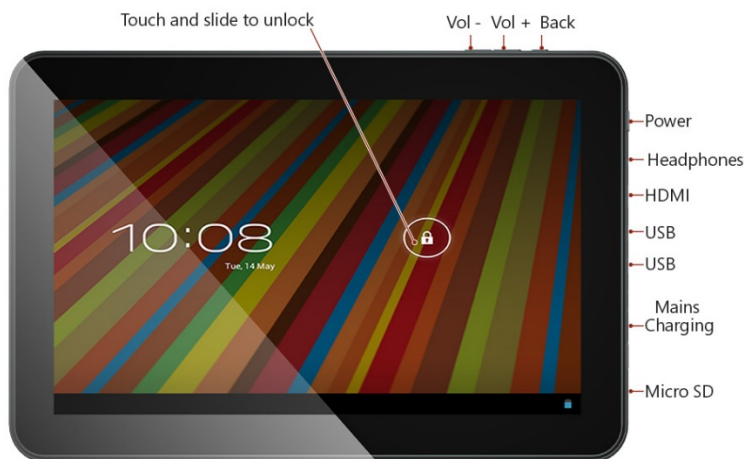 Touch and slide to unlock
Vol - Vol + Back
Power
Headphones
HDMI
10:08
USB
Tue, 14 May
USB
Mains
Charging
Micro SD